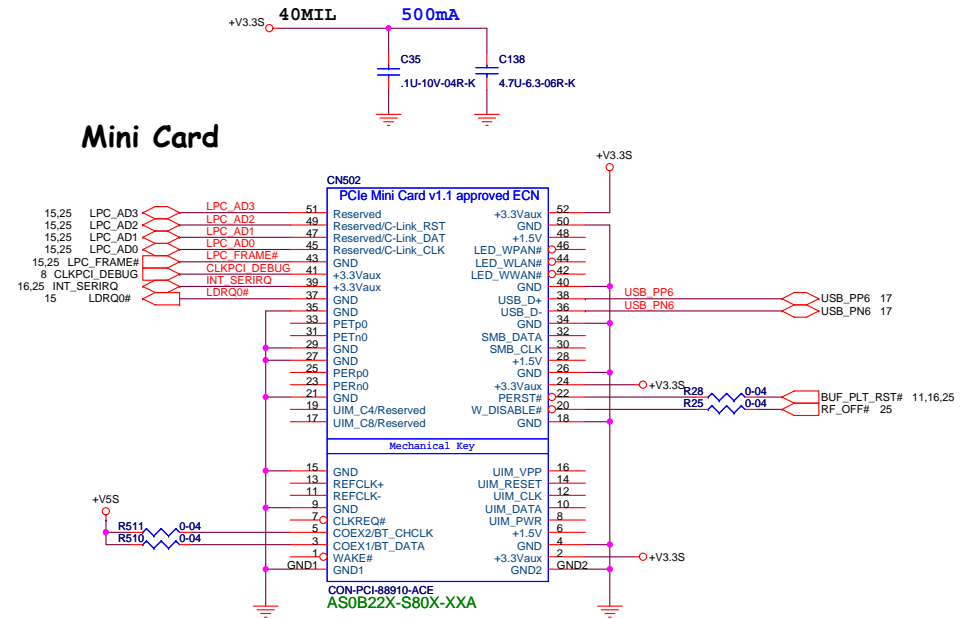 40MIL 500mA
+V3.3S
C35 C138
.1U-10V-04R-K 4.7U-6.3-06R-K
Mini Card
+V3.3S
CN502
PCIe Mini Card v1.1 approved ECN
15,25 LPC_AD3 LPC_AD3 51 Reserved +3.3Vaux 52
15,25 LPC_AD2 LPC_AD2 49 Reserved/C-Link_RST GND 50
15,25 LPC_AD1 LPC_AD1 47 Reserved/C-Link_DAT +1.5V 48
15,25 LPC_AD0 LPC_AD0 45 Reserved/C-Link_CLK LED_WPAN# 46
15,25 LPC_FRAME# LPC_FRAME# 43 GND LED_WLAN# 44
8 CLKPCI_DEBUG CLKPCI_DEBUG 41 +3.3Vaux LED_WWAN# 42
16,25 INT_SERIRQ INT_SERIRQ 39 +3.3Vaux GND 40
15 LDRQ0# LDRQ0# 37 GND USB_D+ 38 USB_PP6 USB_PP6 17
35 GND USB_D- 36 USB_PN6 USB_PN6 17
33 PETp0 GND 34
31 PETn0 SMB_DATA 32
29 GND SMB_CLK 30
27 GND +1.5V 28
25 PERp0 GND 26
23 PERn0 +3.3Vaux 24 +V3.3S
21 GND PERST# 22 R28 0-04 BUF_PLT_RST# 11,16,25
19 UIM_C4/Reserved W_DISABLE# 20 R25 0-04 RF_OFF# 25
17 UIM_C8/Reserved GND 18
Mechanical Key
15 GND UIM_VPP 16
13 REFCLK+ UIM_RESET 14
11 REFCLK- UIM_CLK 12
9 GND UIM_DATA 10
7 CLKREQ# UIM_PWR 8
+V5S
R511 0-04 5 COEX2/BT_CHCLK +1.5V 6
R510 0-04 3 COEX1/BT_DATA GND 4
1 WAKE# +3.3Vaux 2 +V3.3S
GND1 GND1 GND2 GND2
CON-PCI-88910-ACE
AS0B22X-S80X-XXA